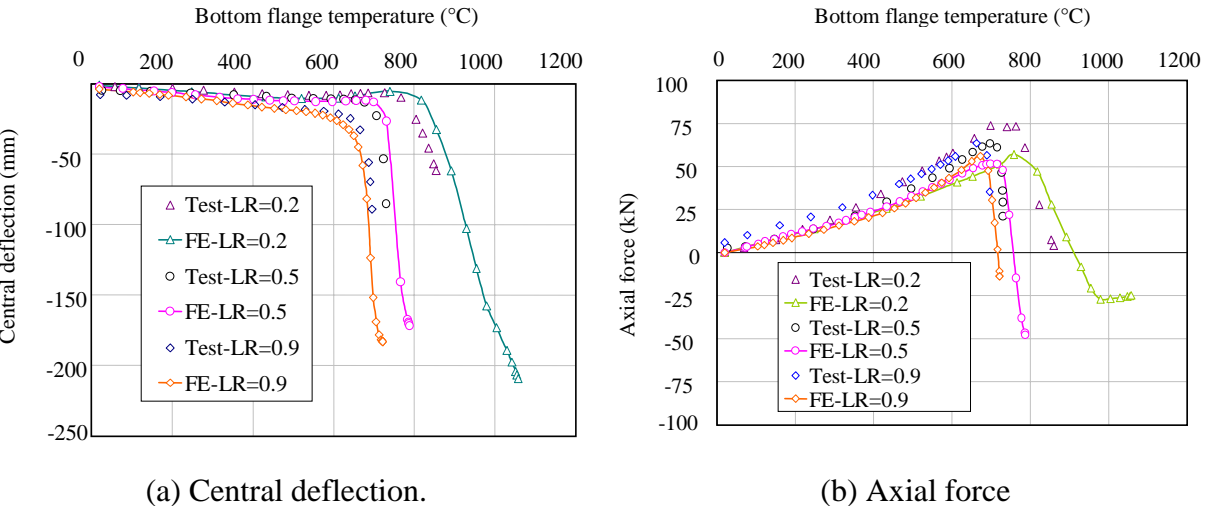 Bottom flange temperature (°C)
0 200 400 600 800 1000 1200
-50
-100
-150
-200
-250
Central deflection (mm)
Test-LR=0.2
FE-LR=0.2
Test-LR=0.5
FE-LR=0.5
Test-LR=0.9
FE-LR=0.9
(a) Central deflection.
Bottom flange temperature (°C)
0 200 400 600 800 1000 1200
100
75
50
25
0
-25
-50
-75
-100
Axial force (kN)
Test-LR=0.2
FE-LR=0.2
Test-LR=0.5
FE-LR=0.5
Test-LR=0.9
FE-LR=0.9
(b) Axial force